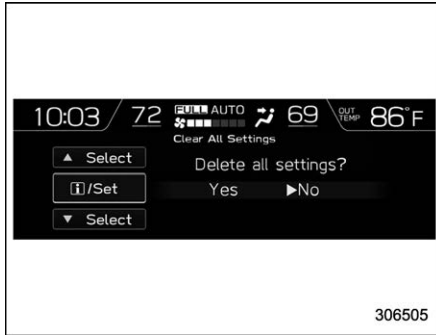 10:03 72 FULL AUTO 69 OUT TEMP 86°F
Clear All Settings
▲ Select
Delete all settings?
i/Set
Yes ▶No
▼ Select
306505